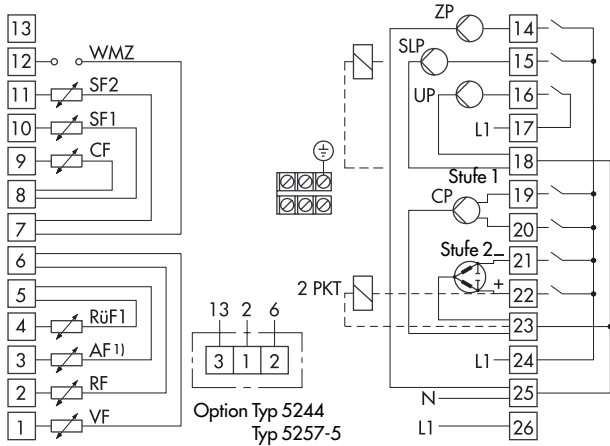 13
12 WMZ
11 SF2
10 SF1
9 CF
8
7
6
5
4 RüF1
3 AF 1)
2 RF
1 VF
13 2 6
3 1 2
Option Typ 5244
Typ 5257-5
ZP 14
SLP 15
UP 16
L1 17
18
Stufe 1
CP 19
20
Stufe 2 – 21
2 PKT + 22
23
L1 24
N 25
L1 26